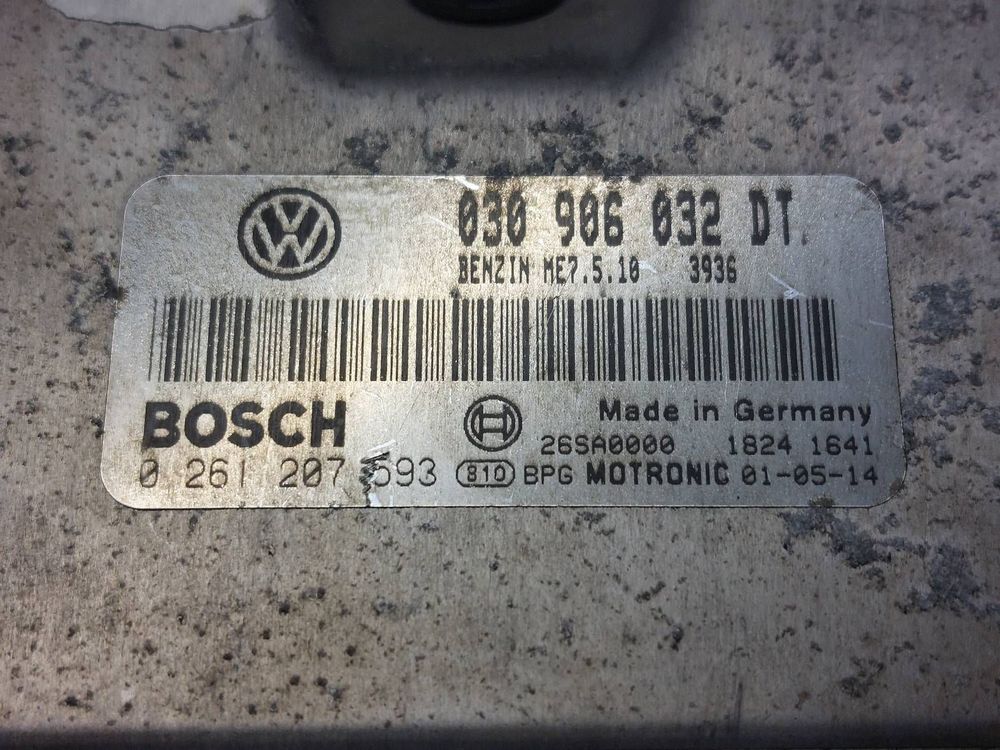 030 906 032 DT.
BENZIN ME7.5.10 3936
BOSCH
Made in Germany
26SA0000 1824 1641
0 261 207 593 810 BPG MOTRONIC 01-05-14